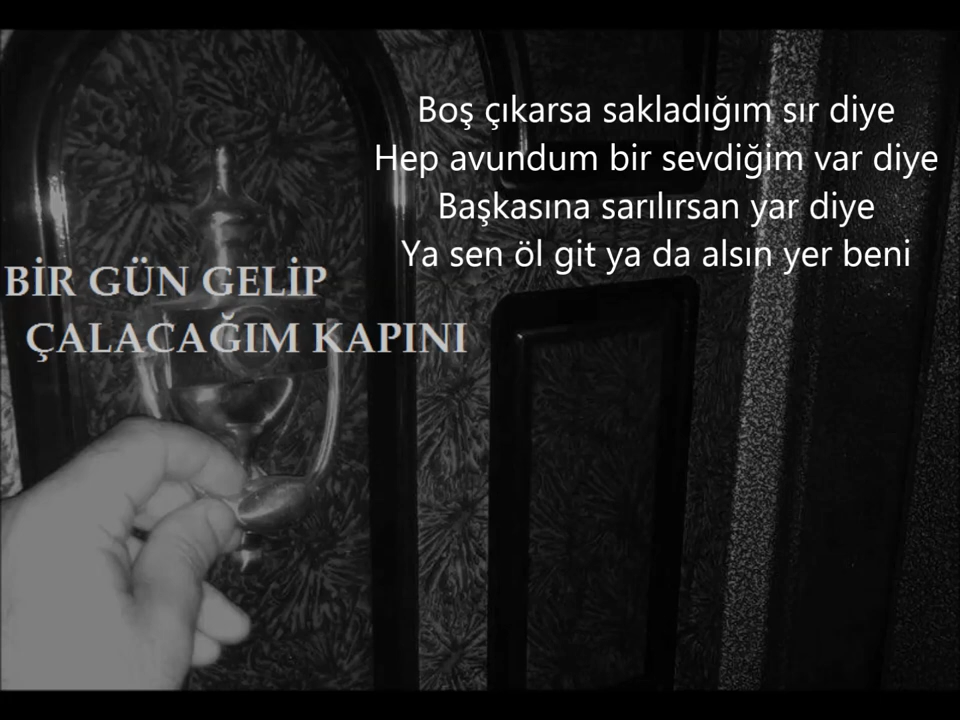 Boş çıkarsa sakladığım sır diye
Hep avundum bir sevdiğim var diye
Başkasına sarılırsan yar diye
Ya sen öl git ya da alsın yer beni
BİR GÜN GELİP
ÇALACAĞIM KAPINI